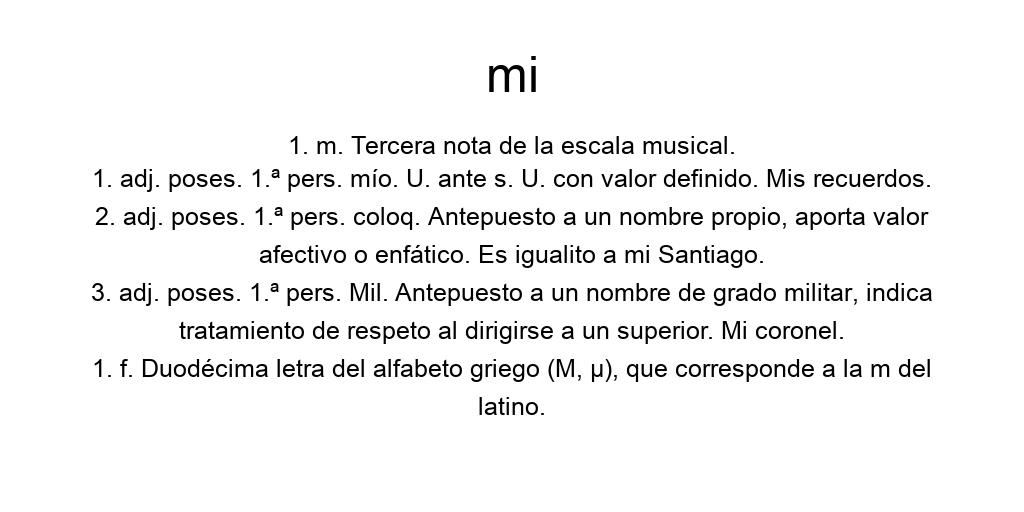 mi
1. m. Tercera nota de la escala musical.
1. adj. poses. 1.ª pers. mío. U. ante s. U. con valor definido. Mis recuerdos.
2. adj. poses. 1.ª pers. coloq. Antepuesto a un nombre propio, aporta valor
afectivo o enfático. Es igualito a mi Santiago.
3. adj. poses. 1.ª pers. Mil. Antepuesto a un nombre de grado militar, indica
tratamiento de respeto al dirigirse a un superior. Mi coronel.
1. f. Duodécima letra del alfabeto griego (Μ, μ), que corresponde a la m del
latino.